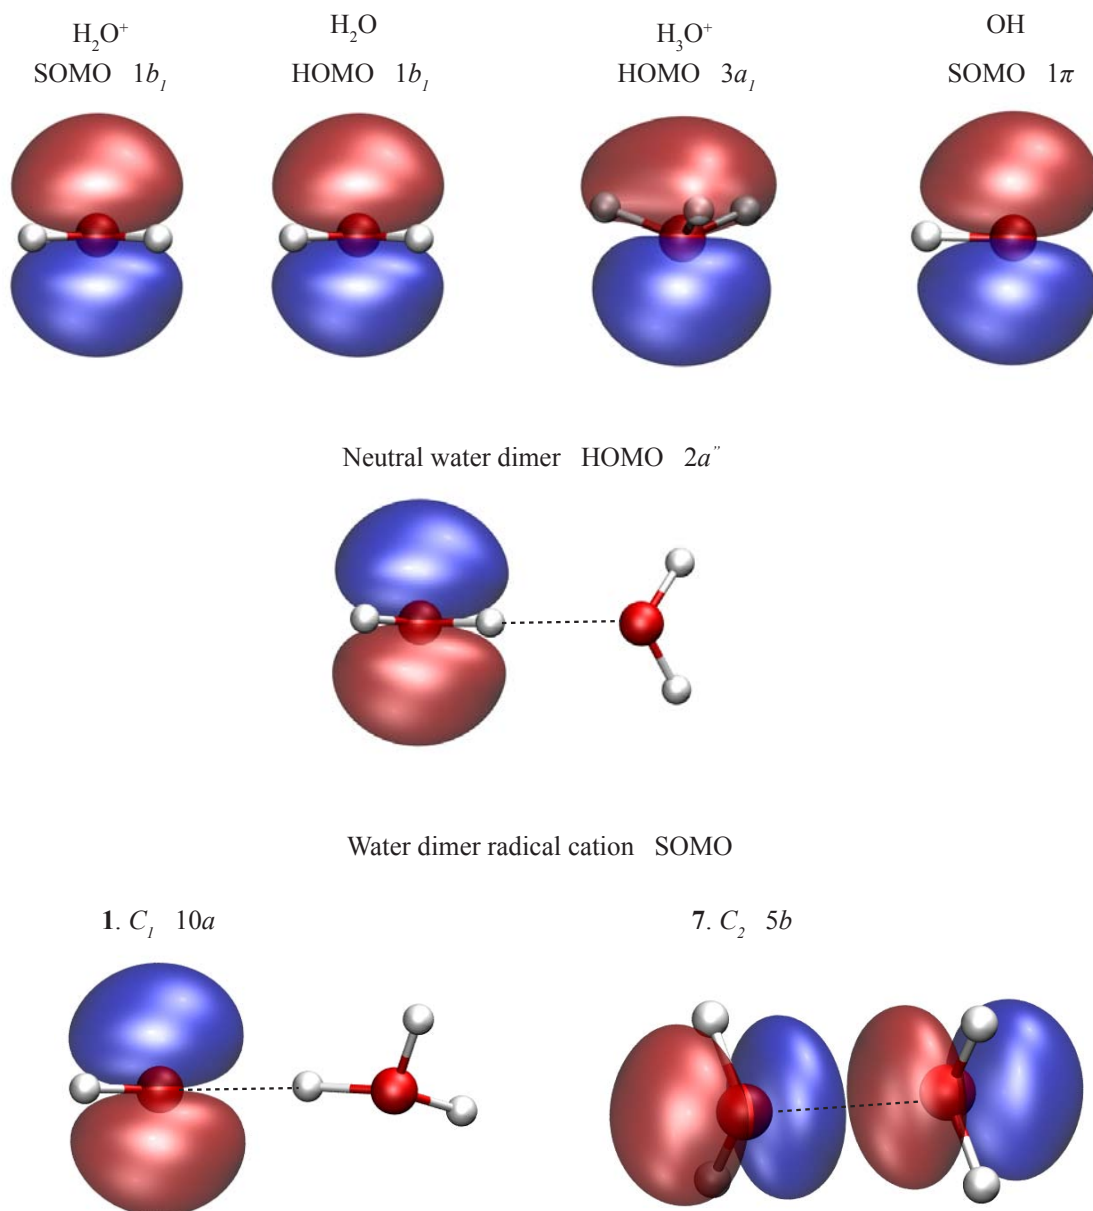 H₂O⁺ H₂O H₃O⁺ OH
SOMO 1b₁ HOMO 1b₁ HOMO 3a₁ SOMO 1π
Neutral water dimer HOMO 2a"
Water dimer radical cation SOMO
1. C₁ 10a 7. C₂ 5b